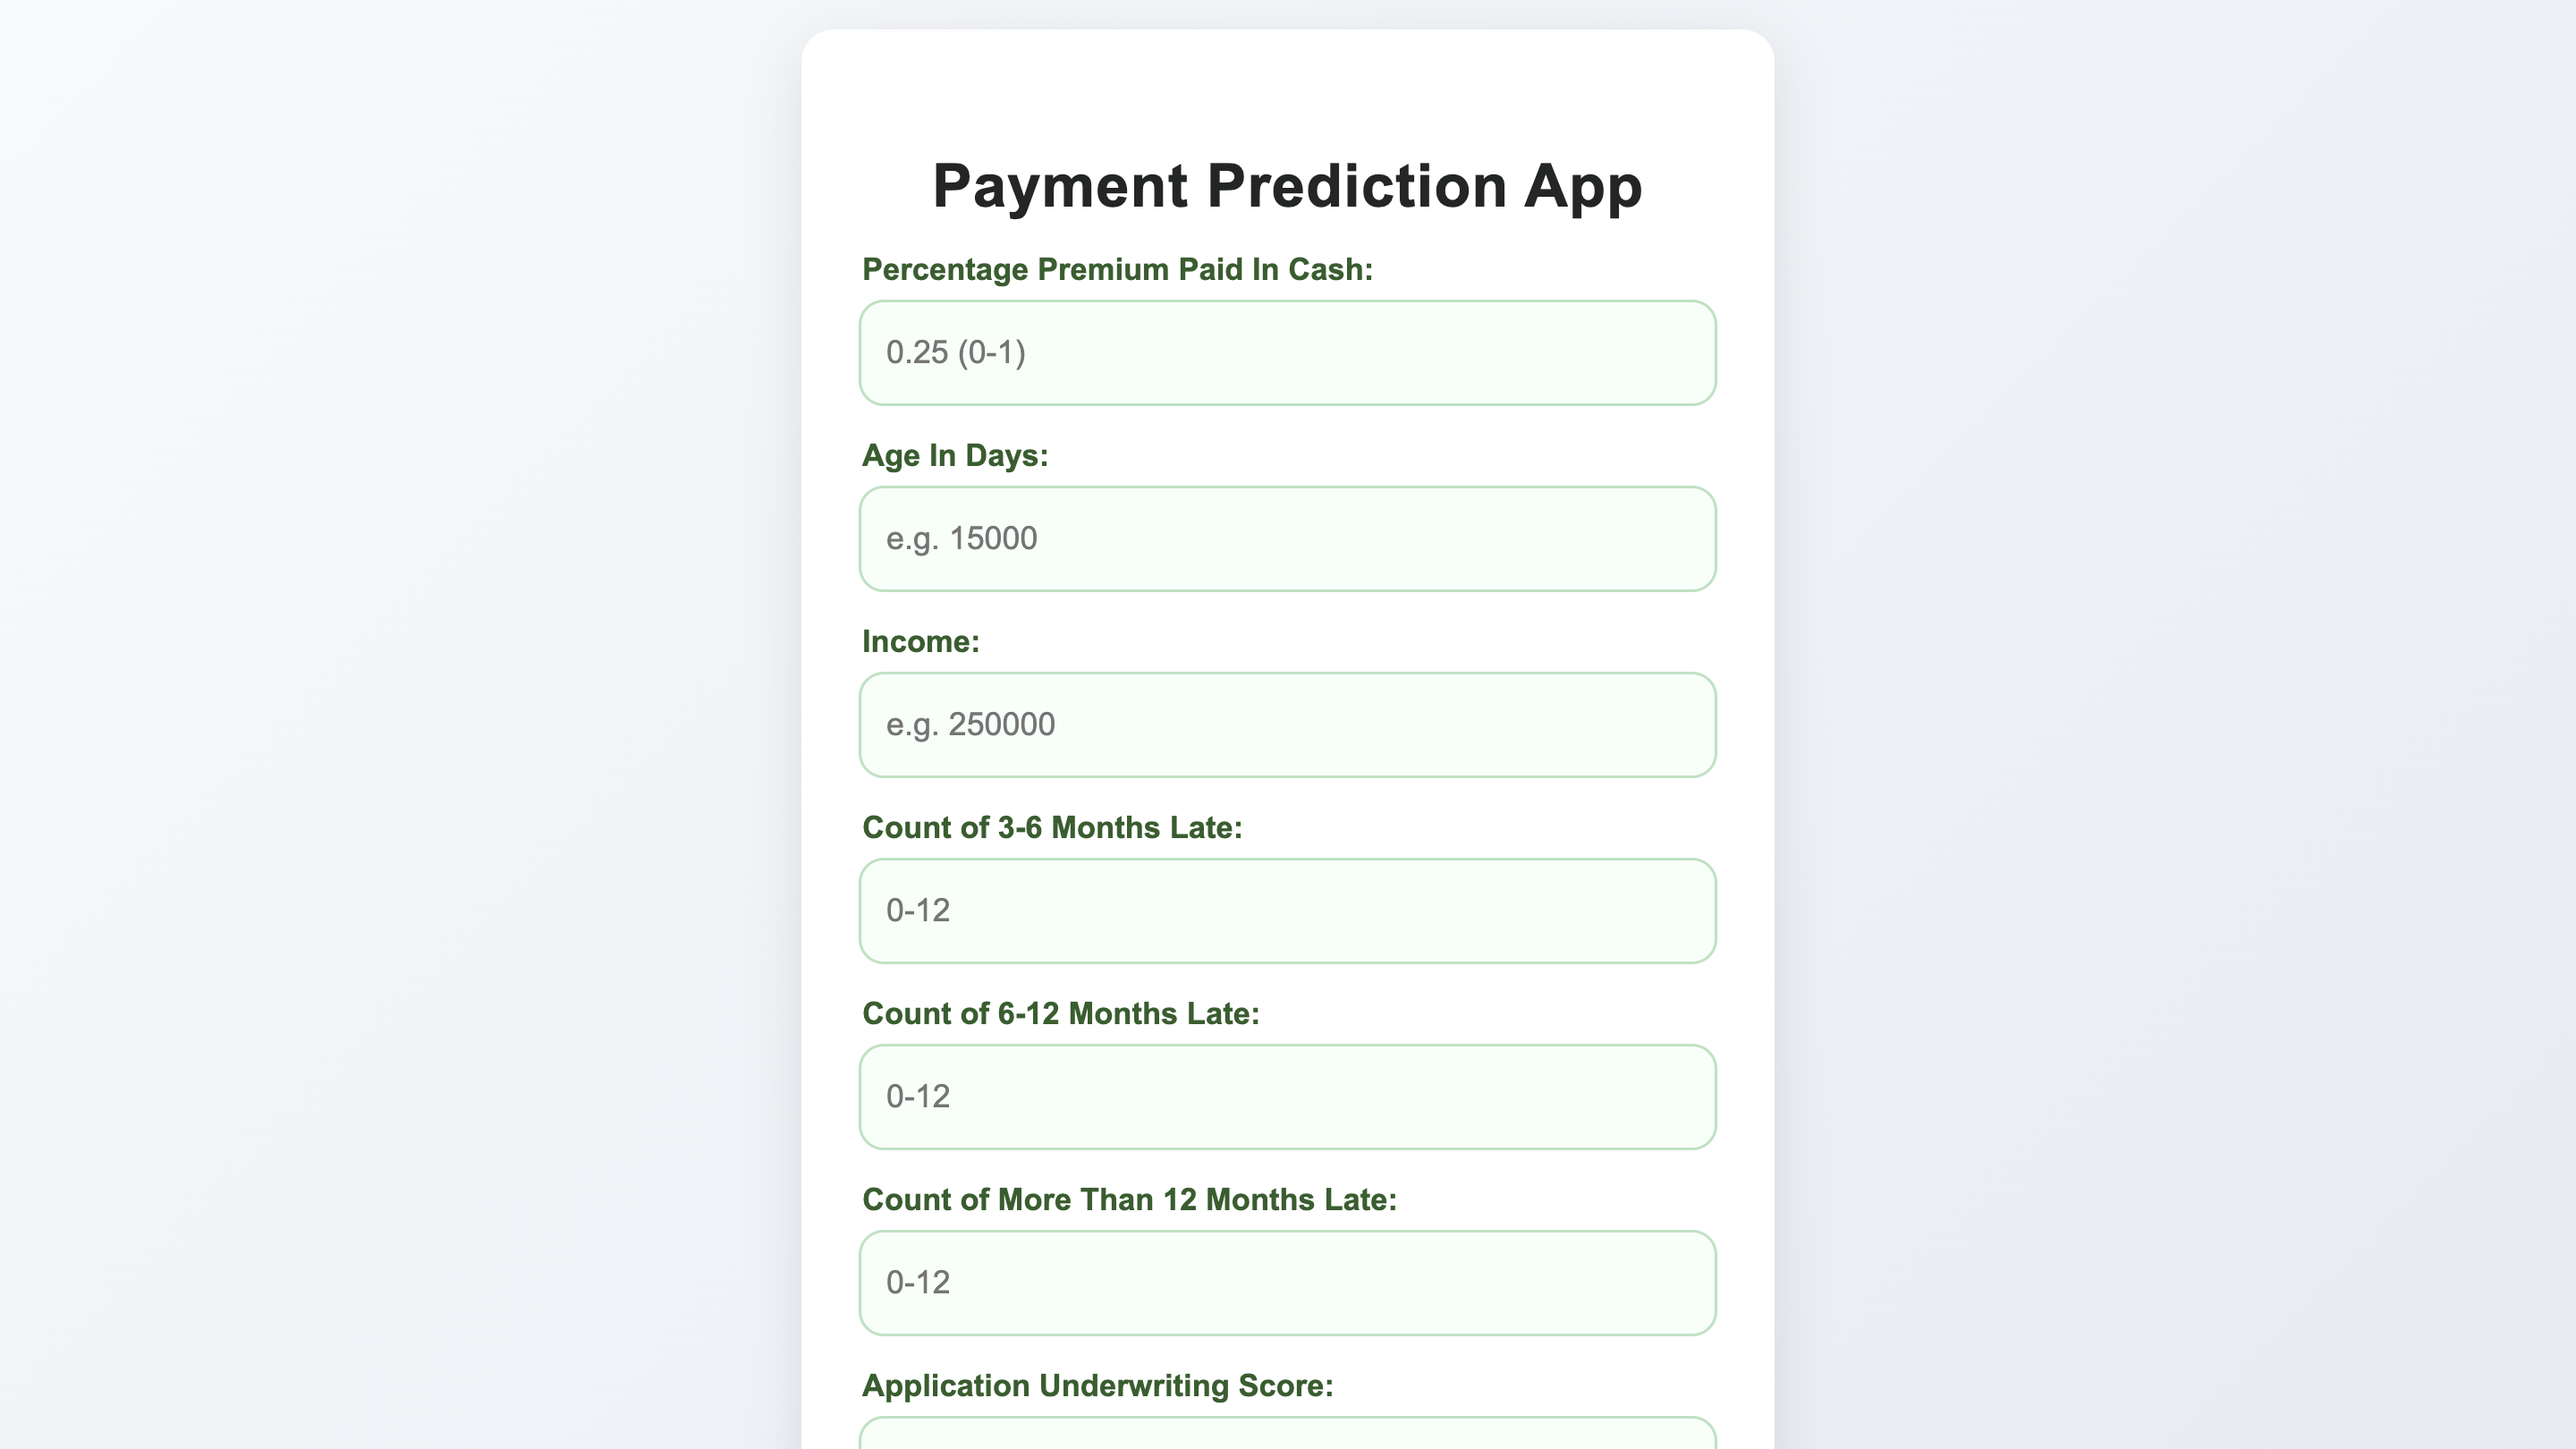 Payment Prediction App
Percentage Premium Paid In Cash:
0.25 (0-1)
Age In Days:
e.g. 15000
Income:
e.g. 250000
Count of 3-6 Months Late:
0-12
Count of 6-12 Months Late:
0-12
Count of More Than 12 Months Late:
0-12
Application Underwriting Score: